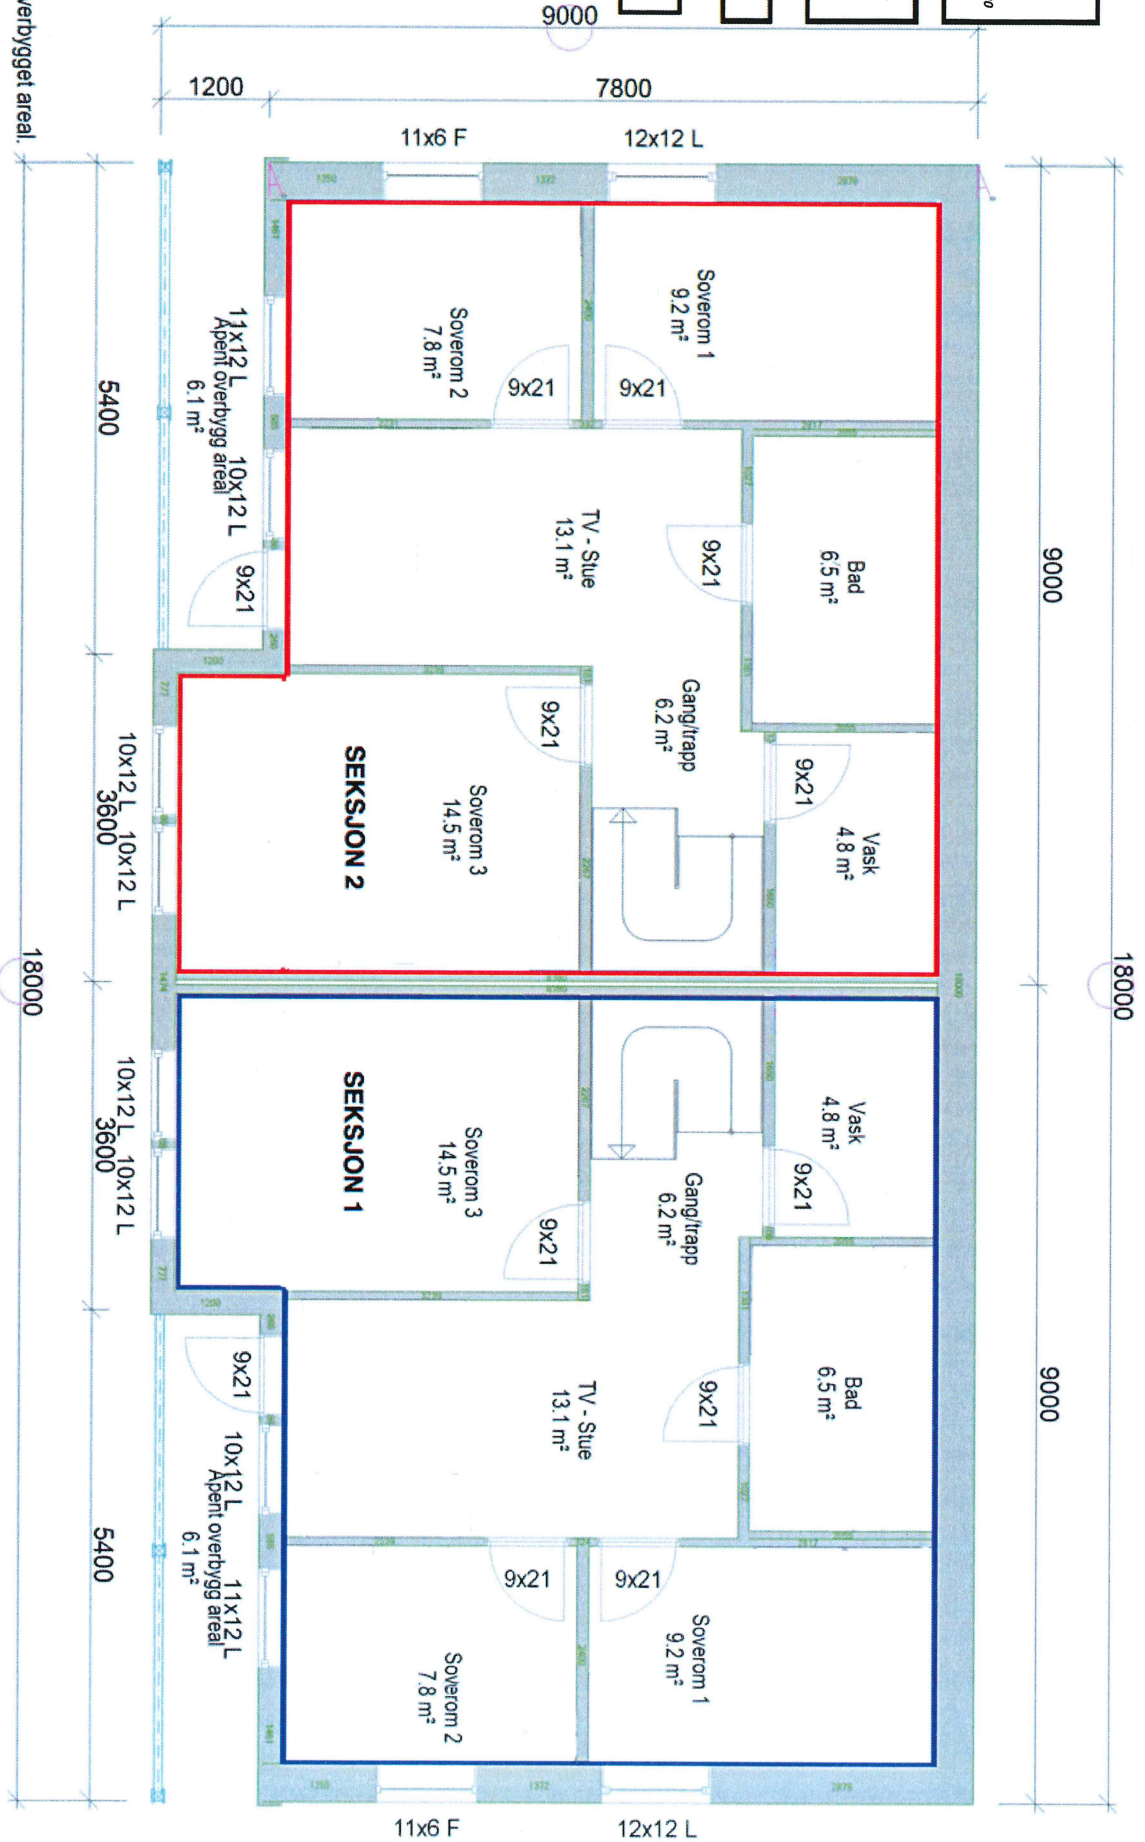 9000
1200
7800
11x6 F
12x12 L
overbygget areal.
18000
9000
9000
18000
5400
3600
3600
5400
Soverom 1
9.2 m²
Soverom 2
7.8 m²
9x21
9x21
11x12 L
10x12 L
Åpent overbygg areal
6.1 m²
9x21
TV - Stue
13.1 m²
9x21
Bad
6.5 m²
Gang/trapp
6.2 m²
9x21
9x21
Vask
4.8 m²
Soverom 3
14.5 m²
SEKSJON 2
10x12 L
10x12 L
Vask
4.8 m²
9x21
Gang/trapp
6.2 m²
Soverom 3
14.5 m²
9x21
SEKSJON 1
10x12 L
10x12 L
Bad
6.5 m²
9x21
TV - Stue
13.1 m²
9x21
10x12 L
11x12 L
Åpent overbygg areal
6.1 m²
9x21
9x21
Soverom 1
9.2 m²
Soverom 2
7.8 m²
11x6 F
12x12 L